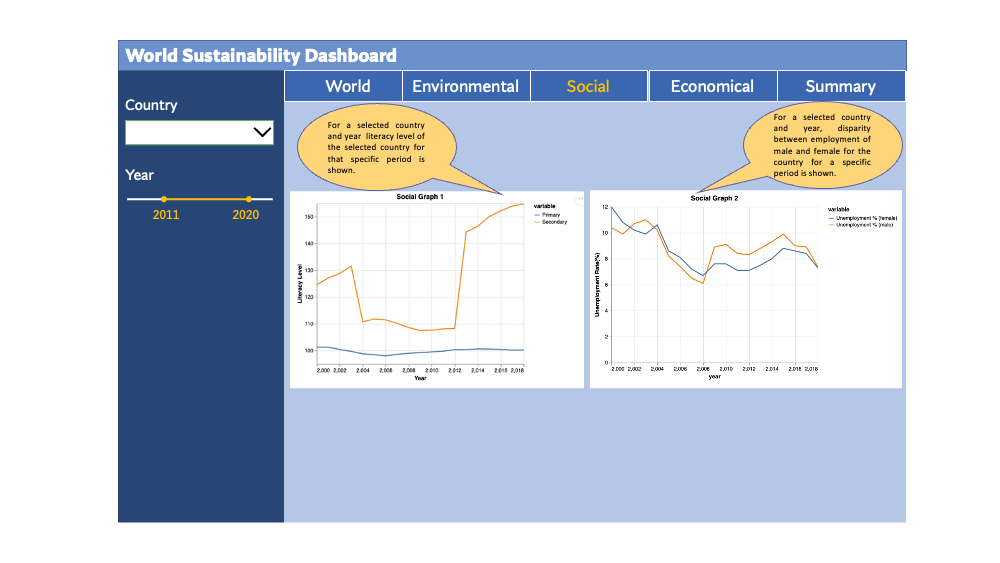 World Sustainability Dashboard
World
Environmental
Social
Economical
Summary
Country
Year
2011
2020
For a selected country
and year literacy level of
the selected country for
that specific period is
shown.
For a selected country
and year, disparity
between employment of
male and female for the
country for a specific
period is shown.
Social Graph 1
variable
Primary
Secondary
Literacy Level
150
140
130
120
110
100
2,000 2,002 2,004 2,006 2,008 2,010 2,012 2,014 2,016 2,018
Year
Social Graph 2
variable
Unemployment % (female)
Unemployment % (male)
Unemployment Rate(%)
12
10
8
6
4
2
0
2,000 2,002 2,004 2,006 2,008 2,010 2,012 2,014 2,016 2,018
year